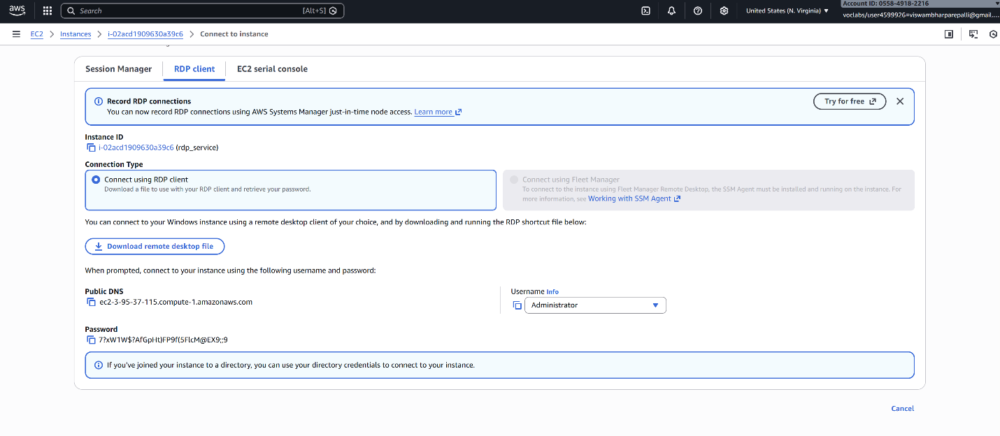 aws
Search [Alt+S]
United States (N. Virginia)
Account ID: 0558-4918-2216
voclabs/user4599926=viswambharparepalli@gmail....
EC2 > Instances > i-02acd1909630a39c6 > Connect to instance
Session Manager
RDP client
EC2 serial console
Record RDP connections
You can now record RDP connections using AWS Systems Manager just-in-time node access. Learn more
Try for free
Instance ID
i-02acd1909630a39c6 (rdp_service)
Connection Type
Connect using RDP client
Download a file to use with your RDP client and retrieve your password.
Connect using Fleet Manager
To connect to the instance using Fleet Manager Remote Desktop, the SSM Agent must be installed and running on the instance. For
more information, see Working with SSM Agent
You can connect to your Windows instance using a remote desktop client of your choice, and by downloading and running the RDP shortcut file below:
Download remote desktop file
When prompted, connect to your instance using the following username and password:
Public DNS
ec2-3-95-37-115.compute-1.amazonaws.com
Username Info
Administrator
Password
7?xW1W$?AfGpHt)FP9f(5FlcM@EX9;;9
If you've joined your instance to a directory, you can use your directory credentials to connect to your instance.
Cancel